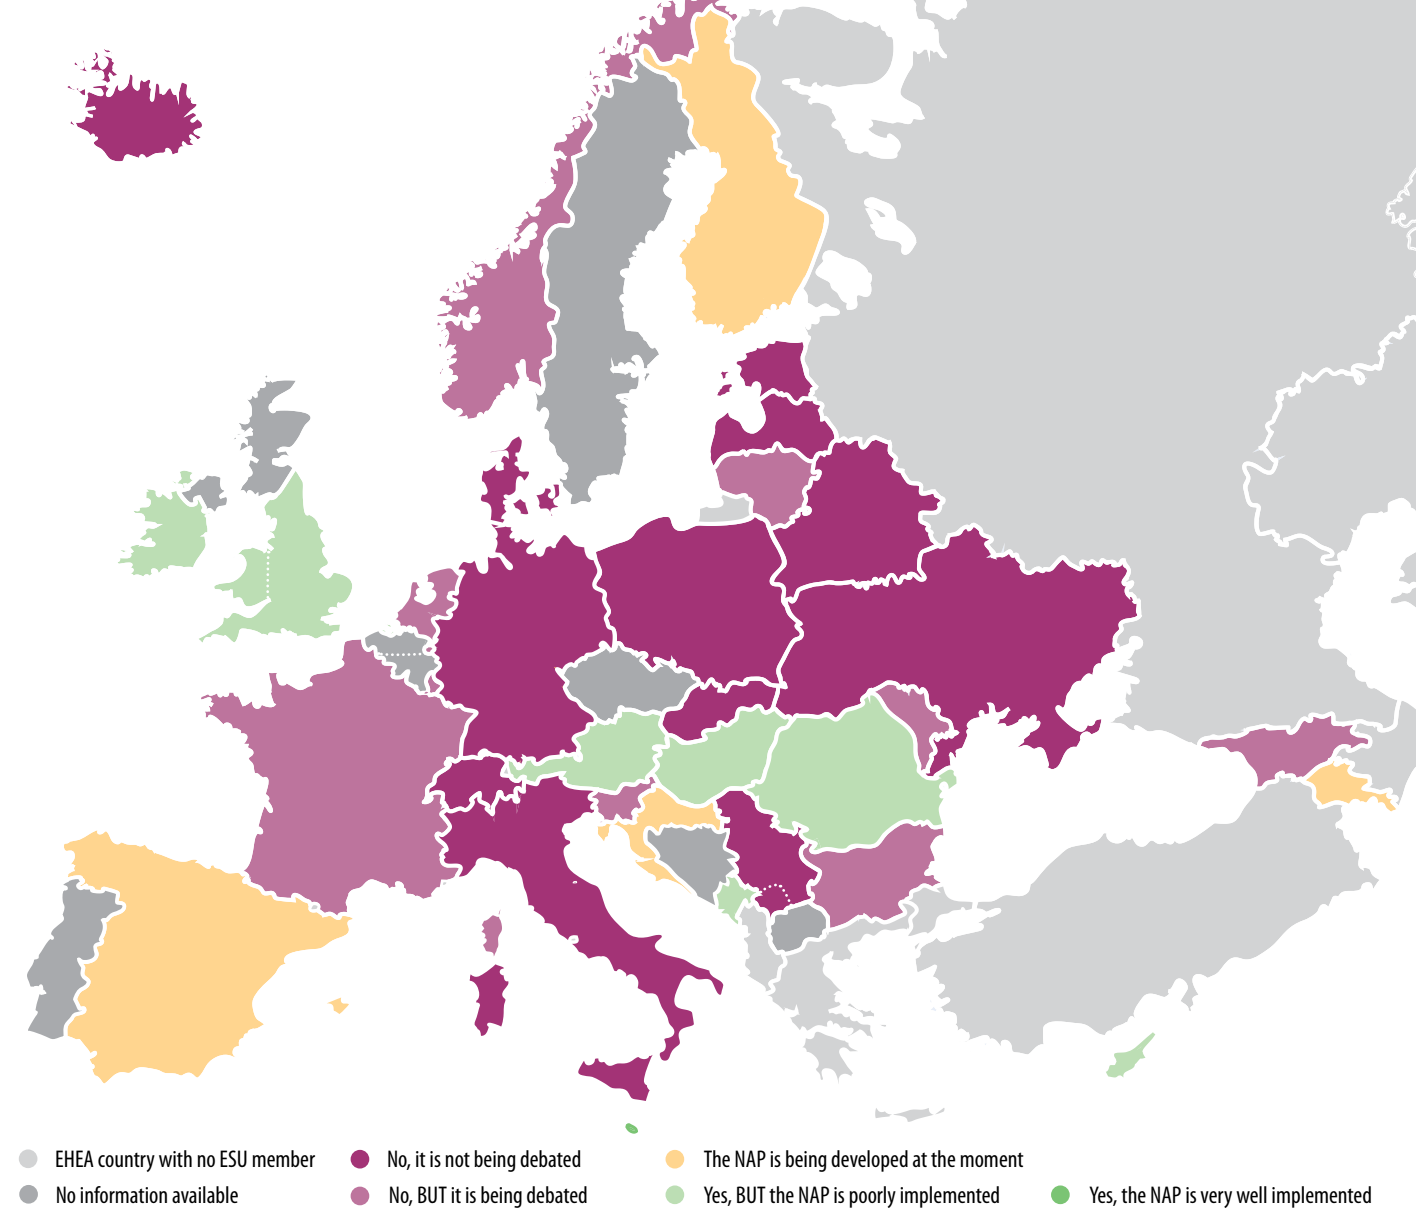 EHEA country with no ESU member
No, it is not being debated
The NAP is being developed at the moment
No information available
No, BUT it is being debated
Yes, BUT the NAP is poorly implemented
Yes, the NAP is very well implemented